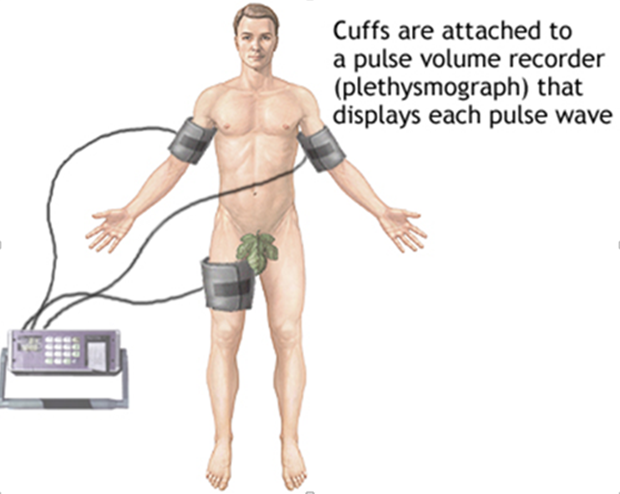 Cuffs are attached to
a pulse volume recorder
(plethysmograph) that
displays each pulse wave